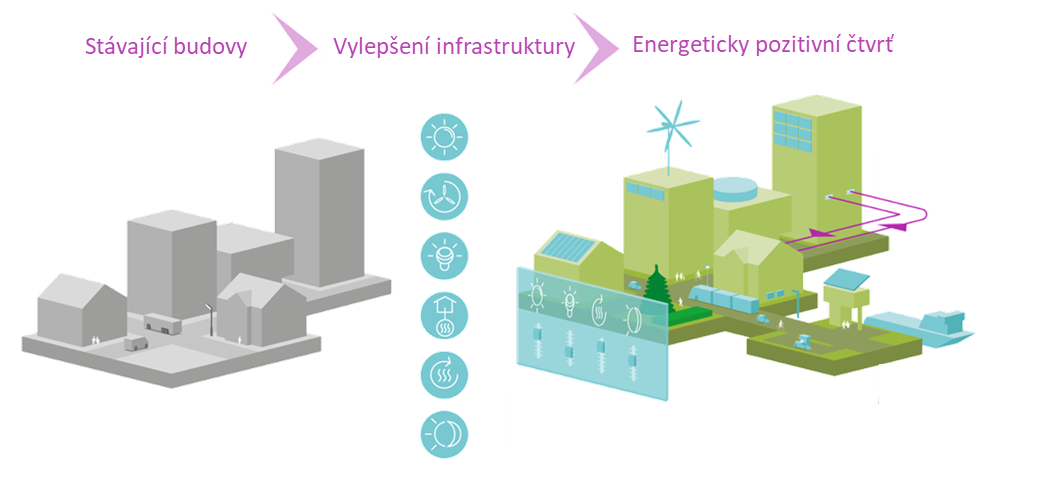 Stávající budovy
Vylepšení infrastruktury
Energeticky pozitivní čtvrť